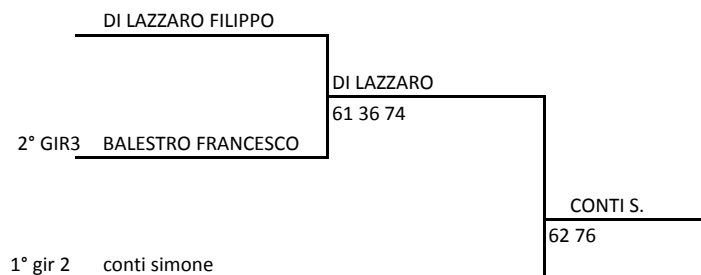 DI LAZZARO FILIPPO
DI LAZZARO
61 36 74
2° GIR3 BALESTRO FRANCESCO
CONTI S.
62 76
1° gir 2 conti simone